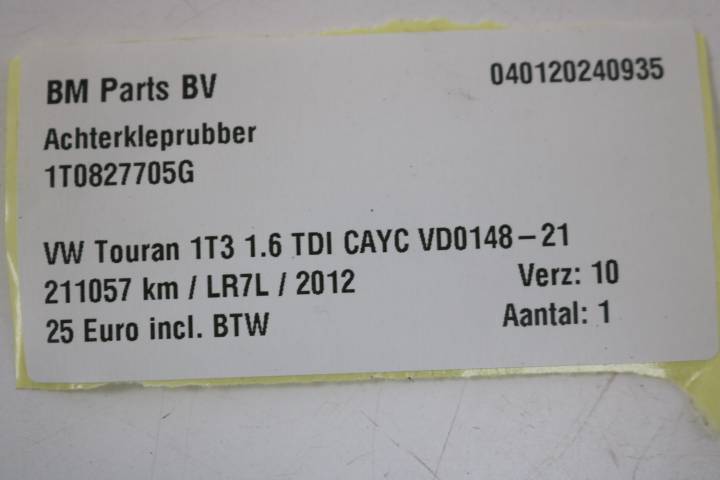 BM Parts BV 040120240935
Achterkleprubber
1T0827705G
VW Touran 1T3 1.6 TDI CAYC VD0148-21
211057 km / LR7L / 2012 Verz: 10
25 Euro incl. BTW Aantal: 1